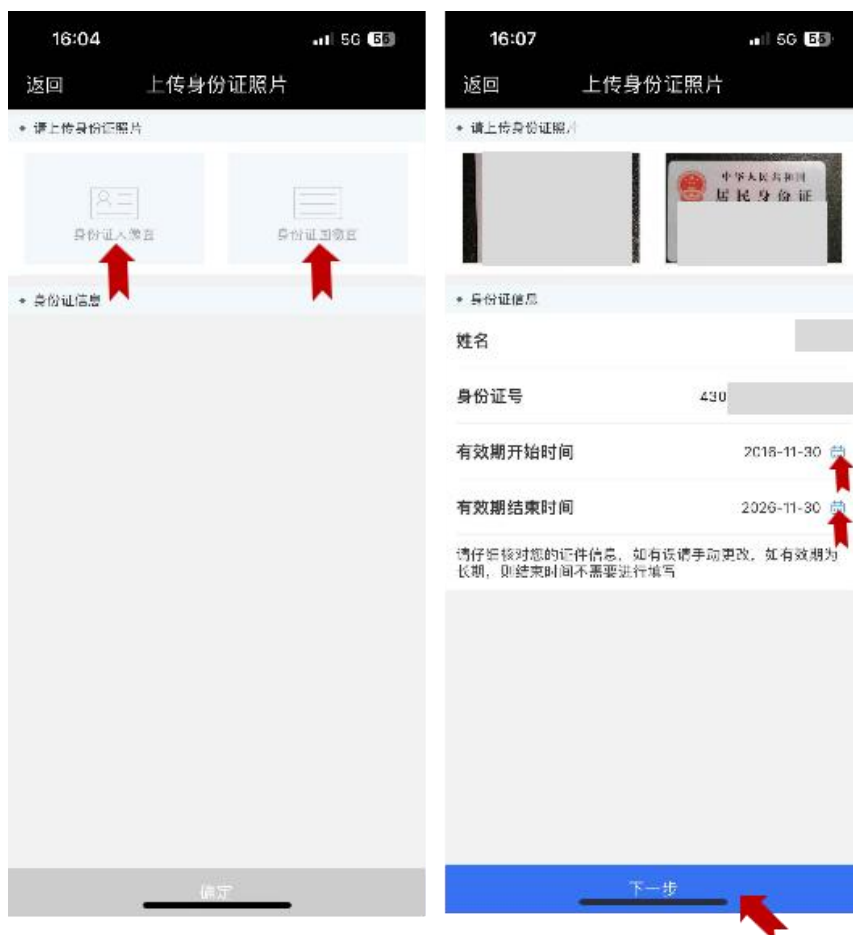 16:04
5G 55
返回 上传身份证照片
请上传身份证照片
身份证人像面
身份证国徽面
身份证信息
确定
16:07
5G 55
返回 上传身份证照片
请上传身份证照片
中华人民共和国
居民身份证
身份证信息
姓名
身份证号 430
有效期开始时间 2016-11-30
有效期结束时间 2026-11-30
请仔细核对您的证件信息，如有误请手动更改，如有效期为
长期，则结束时间不需要进行填写
下一步